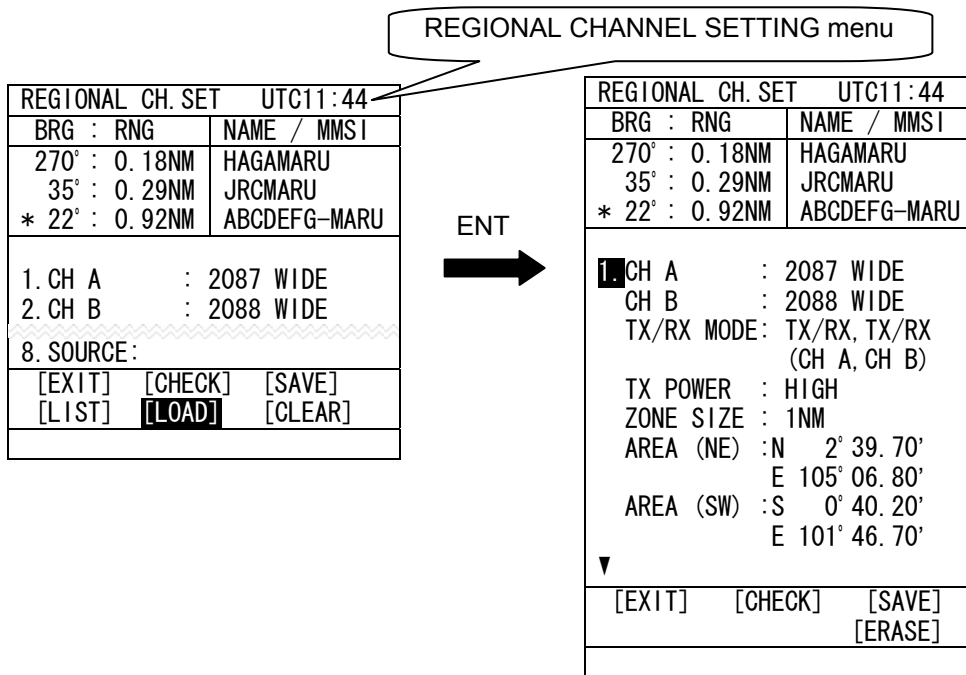 REGIONAL CHANNEL SETTING menu
REGIONAL CH. SET UTC11:44
BRG : RNG NAME / MMSI
270° : 0.18NM HAGAMARU
35° : 0.29NM JRCMARU
* 22° : 0.92NM ABCDEFG-MARU
1. CH A : 2087 WIDE
2. CH B : 2088 WIDE
8. SOURCE:
[EXIT] [CHECK] [SAVE]
[LIST] [LOAD] [CLEAR]
ENT
REGIONAL CH. SET UTC11:44
BRG : RNG NAME / MMSI
270° : 0.18NM HAGAMARU
35° : 0.29NM JRCMARU
* 22° : 0.92NM ABCDEFG-MARU
1. CH A : 2087 WIDE
CH B : 2088 WIDE
TX/RX MODE: TX/RX, TX/RX
(CH A, CH B)
TX POWER : HIGH
ZONE SIZE : 1NM
AREA (NE) :N 2° 39.70'
E 105° 06.80'
AREA (SW) :S 0° 40.20'
E 101° 46.70'
[EXIT] [CHECK] [SAVE]
[ERASE]